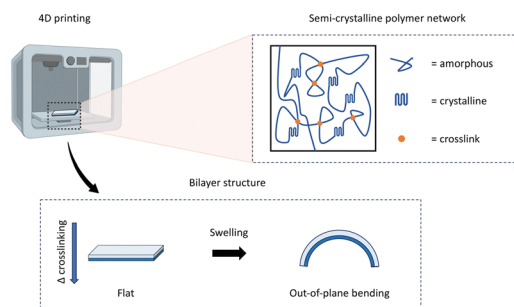 4D printing
Semi-crystalline polymer network
= amorphous
= crystalline
= crosslink
Bilayer structure
Δ crosslinking
Swelling
Flat
Out-of-plane bending